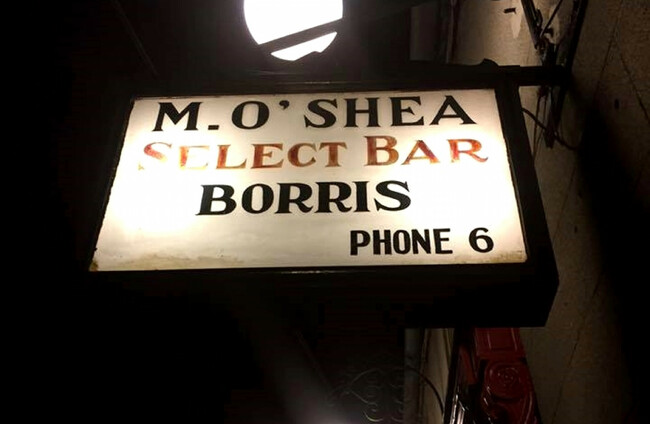 M. O'SHEA
SELECT BAR
BORRIS
PHONE 6